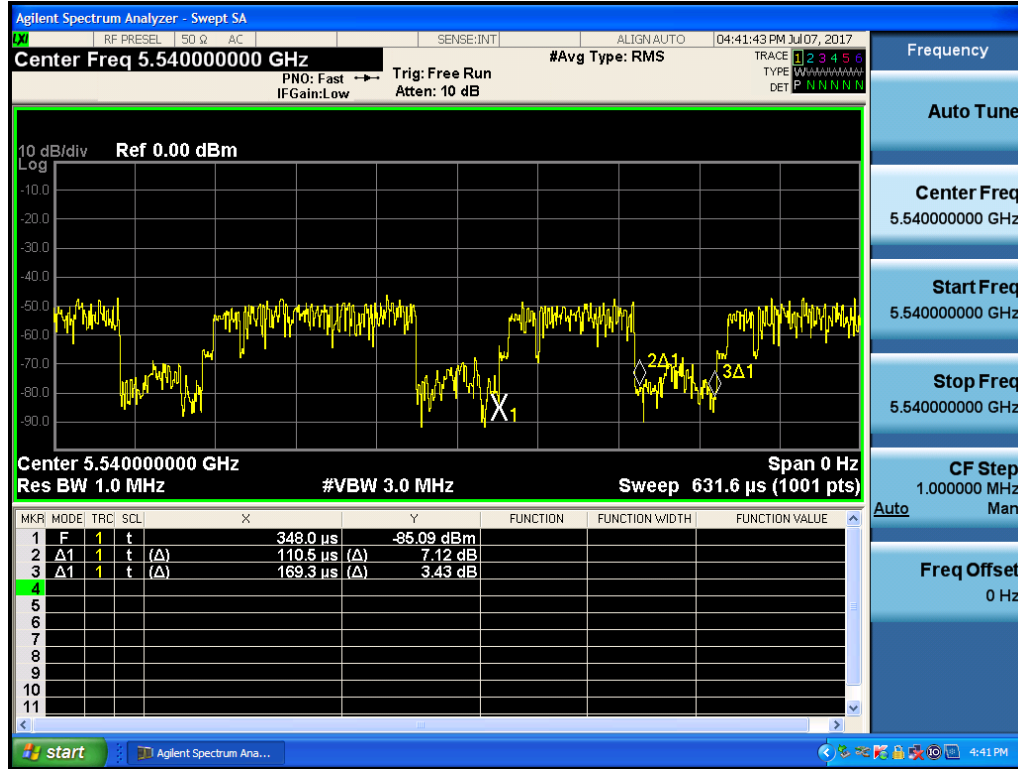 Agilent Spectrum Analyzer - Swept SA
LXI RF PRESEL 50 Ω AC SENSE:INT ALIGN AUTO 04:41:43 PM Jul 07, 2017
Center Freq 5.540000000 GHz #Avg Type: RMS TRACE 1 2 3 4 5 6
PNO: Fast Trig: Free Run TYPE
IFGain:Low Atten: 10 dB DET P N N N N N
10 dB/div Ref 0.00 dBm
Log
-10.0
-20.0
-30.0
-40.0
-50.0
-60.0
-70.0
-80.0
-90.0
2Δ1
3Δ1
X1
Center 5.540000000 GHz Span 0 Hz
Res BW 1.0 MHz #VBW 3.0 MHz Sweep 631.6 µs (1001 pts)
MKR MODE TRC SCL X Y FUNCTION FUNCTION WIDTH FUNCTION VALUE
1 F 1 t 348.0 µs -85.09 dBm
2 Δ1 1 t (Δ) 110.5 µs (Δ) 7.12 dB
3 Δ1 1 t (Δ) 169.3 µs (Δ) 3.43 dB
4
5
6
7
8
9
10
11
Frequency
Auto Tune
Center Freq
5.540000000 GHz
Start Freq
5.540000000 GHz
Stop Freq
5.540000000 GHz
CF Step
1.000000 MHz
Auto Man
Freq Offset
0 Hz
start Agilent Spectrum Ana... 4:41 PM